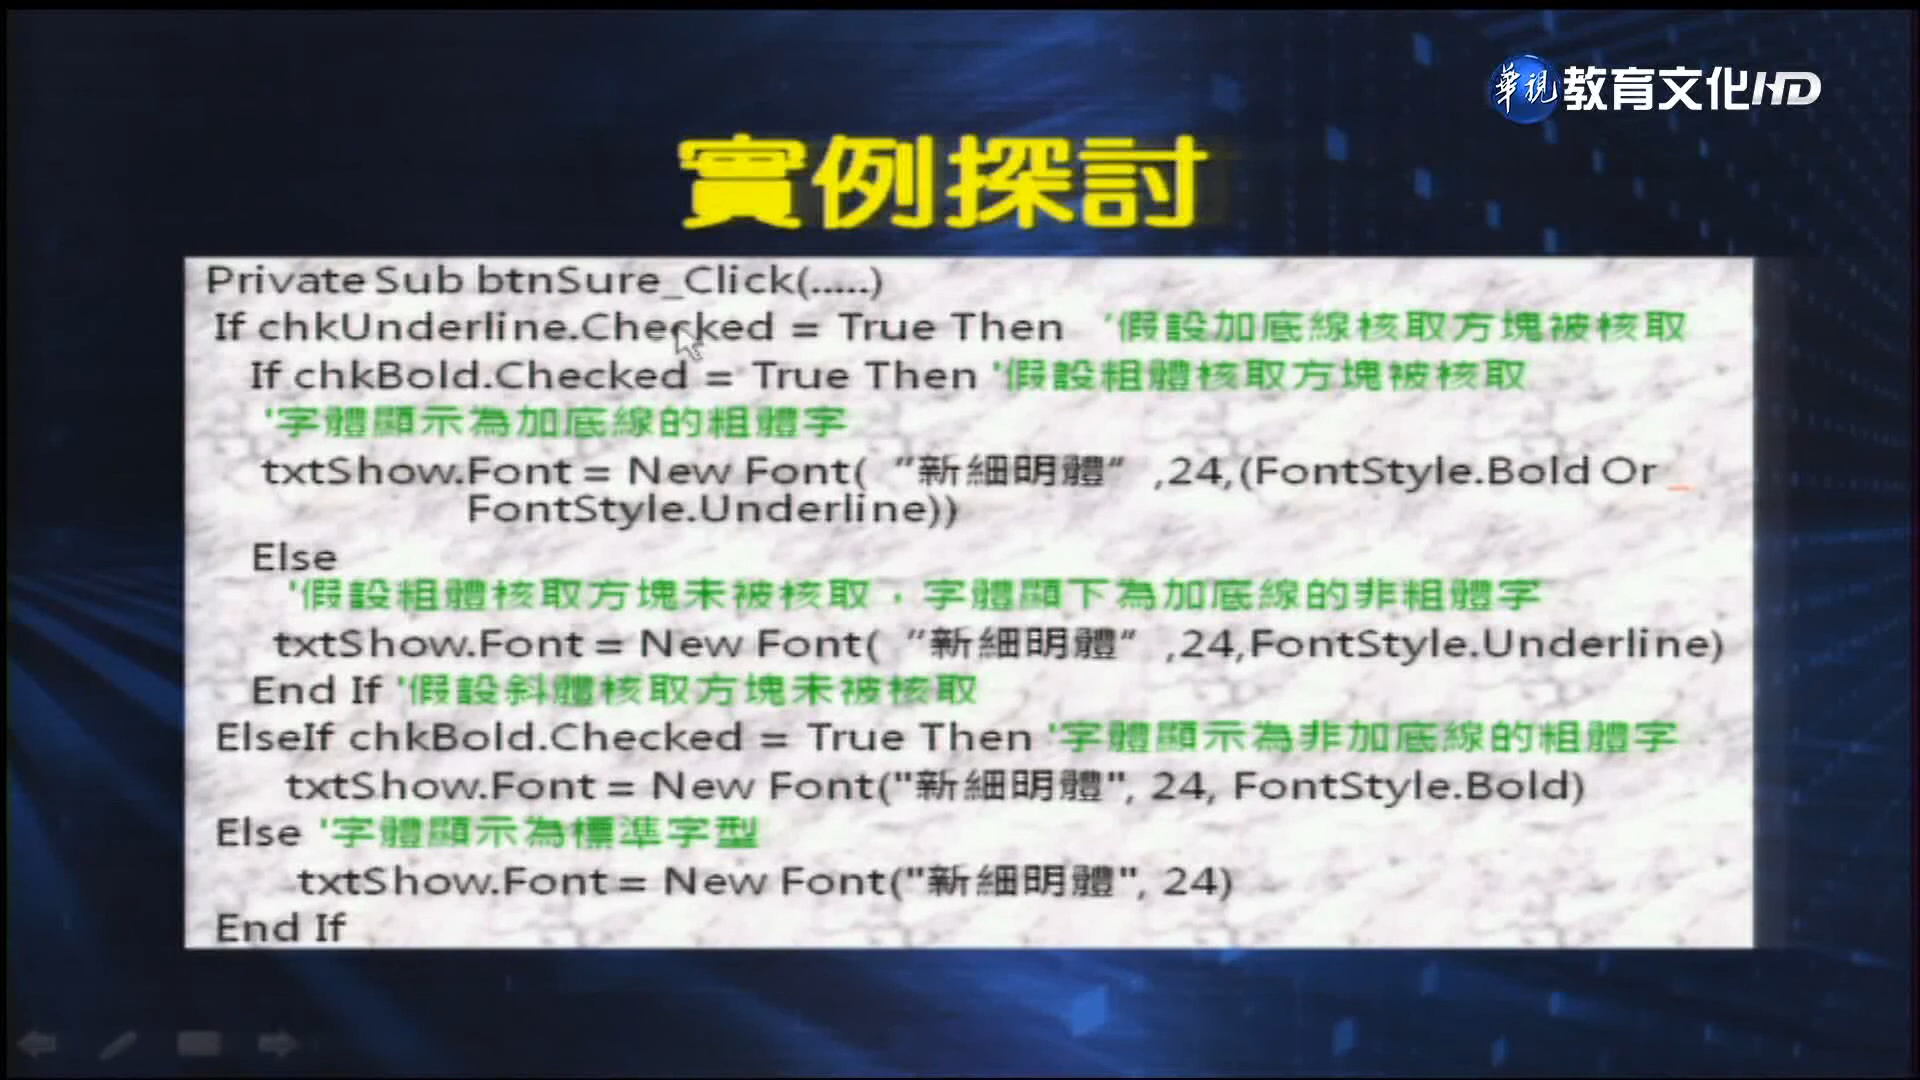 華視教育文化HD
實例探討
Private Sub btnSure_Click(.....)
If chkUnderline.Checked = True Then '假設加底線核取方塊被核取
If chkBold.Checked = True Then '假設粗體核取方塊被核取
'字體顯示為加底線的粗體字
txtShow.Font = New Font( “新細明體” ,24,(FontStyle.Bold Or _
FontStyle.Underline))
Else
'假設粗體核取方塊未被核取，字體顯下為加底線的非粗體字
txtShow.Font = New Font( “新細明體” ,24,FontStyle.Underline)
End If '假設斜體核取方塊未被核取
ElseIf chkBold.Checked = True Then '字體顯示為非加底線的粗體字
txtShow.Font = New Font("新細明體", 24, FontStyle.Bold)
Else '字體顯示為標準字型
txtShow.Font = New Font("新細明體", 24)
End If